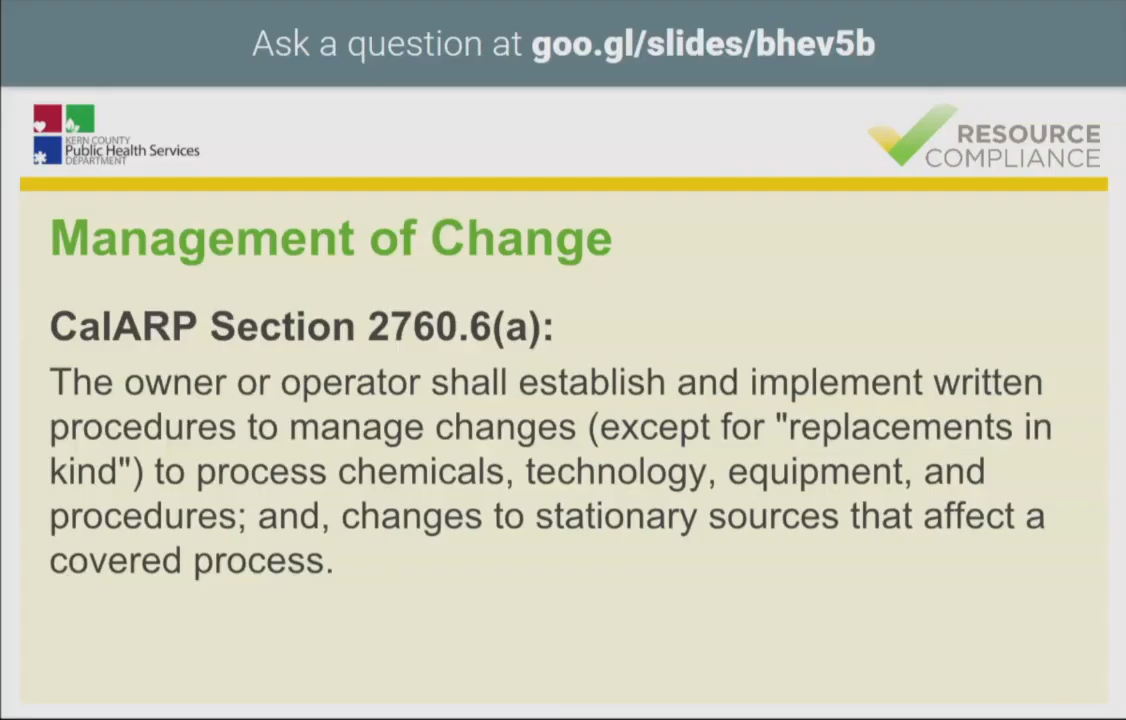 Ask a question at goo.gl/slides/bhev5b
KERN COUNTY
Public Health Services
DEPARTMENT
RESOURCE
COMPLIANCE
Management of Change
CalARP Section 2760.6(a):
The owner or operator shall establish and implement written
procedures to manage changes (except for "replacements in
kind") to process chemicals, technology, equipment, and
procedures; and, changes to stationary sources that affect a
covered process.